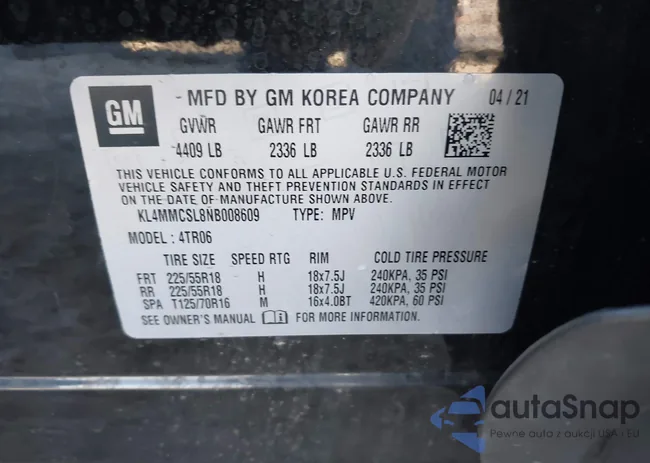 GM
- MFD BY GM KOREA COMPANY 04 / 21
GVWR GAWR FRT GAWR RR
4409 LB 2336 LB 2336 LB
THIS VEHICLE CONFORMS TO ALL APPLICABLE U.S. FEDERAL MOTOR
VEHICLE SAFETY AND THEFT PREVENTION STANDARDS IN EFFECT
ON THE DATE OF MANUFACTURE SHOWN ABOVE.
KL4MMCSL8NB008609 TYPE: MPV
MODEL: 4TR06
TIRE SIZE SPEED RTG RIM COLD TIRE PRESSURE
FRT 225/55R18 H 18x7.5J 240KPA, 35 PSI
RR 225/55R18 H 18x7.5J 240KPA, 35 PSI
SPA T125/70R16 M 16x4.0BT 420KPA, 60 PSI
SEE OWNER'S MANUAL FOR MORE INFORMATION.
autaSnap
Pewne auta z aukcji USA - EU